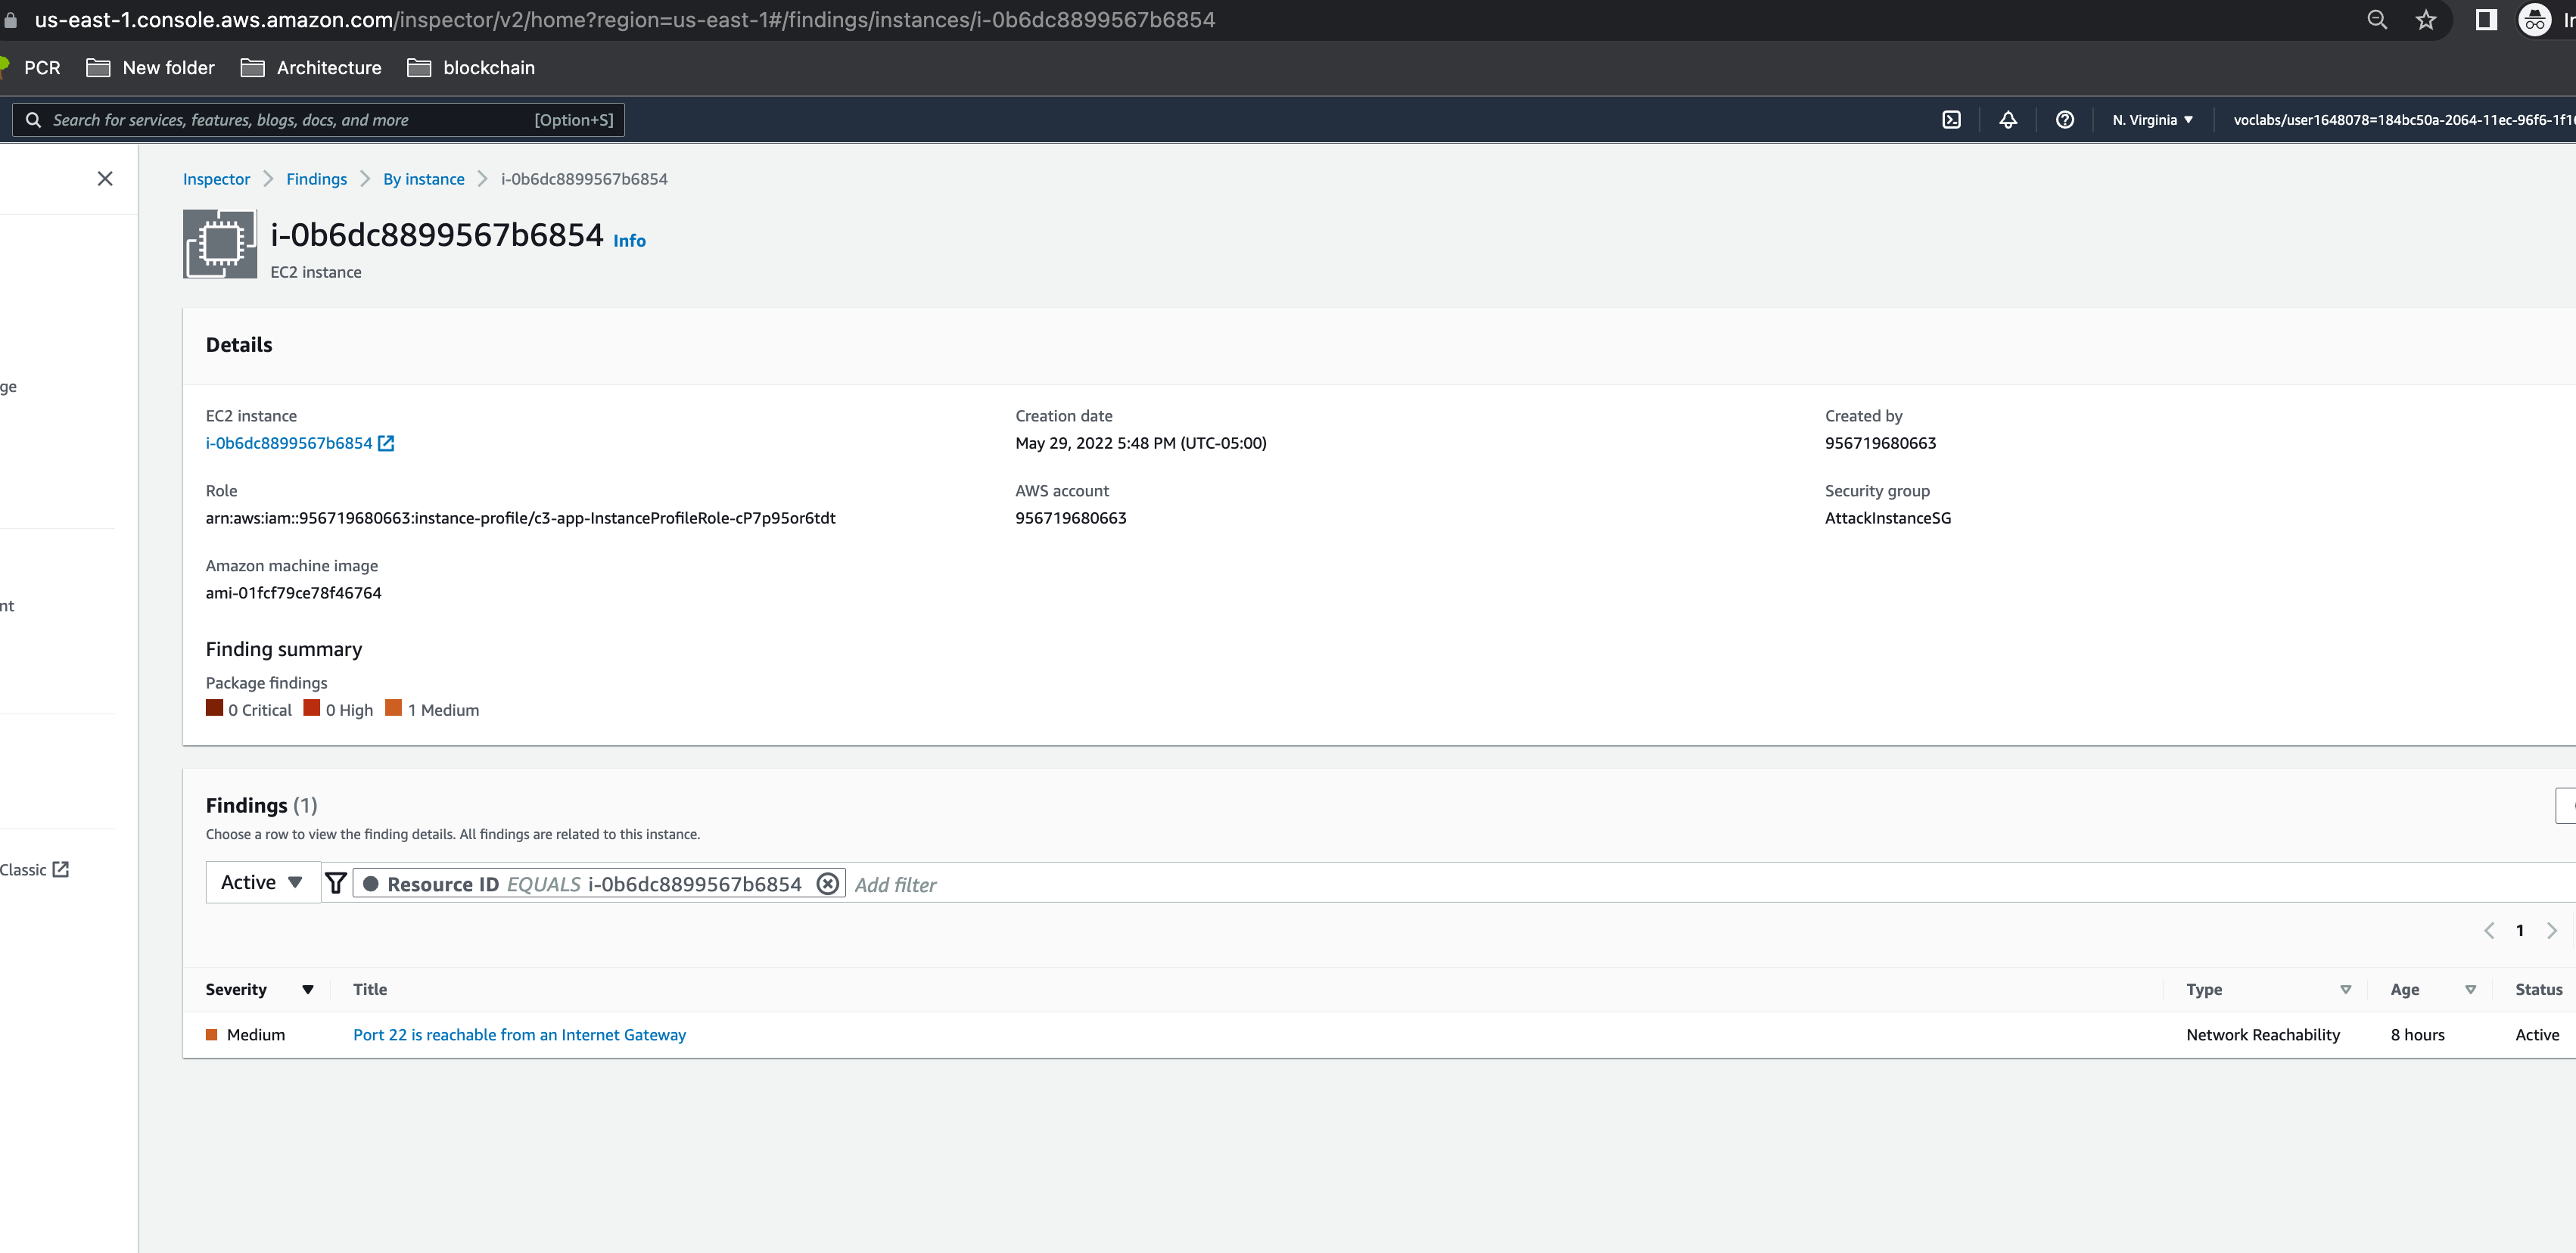 us-east-1.console.aws.amazon.com/inspector/v2/home?region=us-east-1#/findings/instances/i-0b6dc8899567b6854
PCR New folder Architecture blockchain
Search for services, features, blogs, docs, and more [Option+S] N. Virginia ▼ voclabs/user1648078=184bc50a-2064-11ec-96f6-1f1
Inspector > Findings > By instance > i-0b6dc8899567b6854
i-0b6dc8899567b6854 Info
EC2 instance
Details
ge
EC2 instance Creation date Created by
i-0b6dc8899567b6854 May 29, 2022 5:48 PM (UTC-05:00) 956719680663
Role AWS account Security group
arn:aws:iam::956719680663:instance-profile/c3-app-InstanceProfileRole-cP7p95or6tdt 956719680663 AttackInstanceSG
Amazon machine image
ami-01fcf79ce78f46764
nt
Finding summary
Package findings
0 Critical 0 High 1 Medium
Findings (1)
Choose a row to view the finding details. All findings are related to this instance.
Classic
Active ▼ Resource ID EQUALS i-0b6dc8899567b6854 Add filter
< 1 >
Severity ▼ Title Type Age Status
Medium Port 22 is reachable from an Internet Gateway Network Reachability 8 hours Active